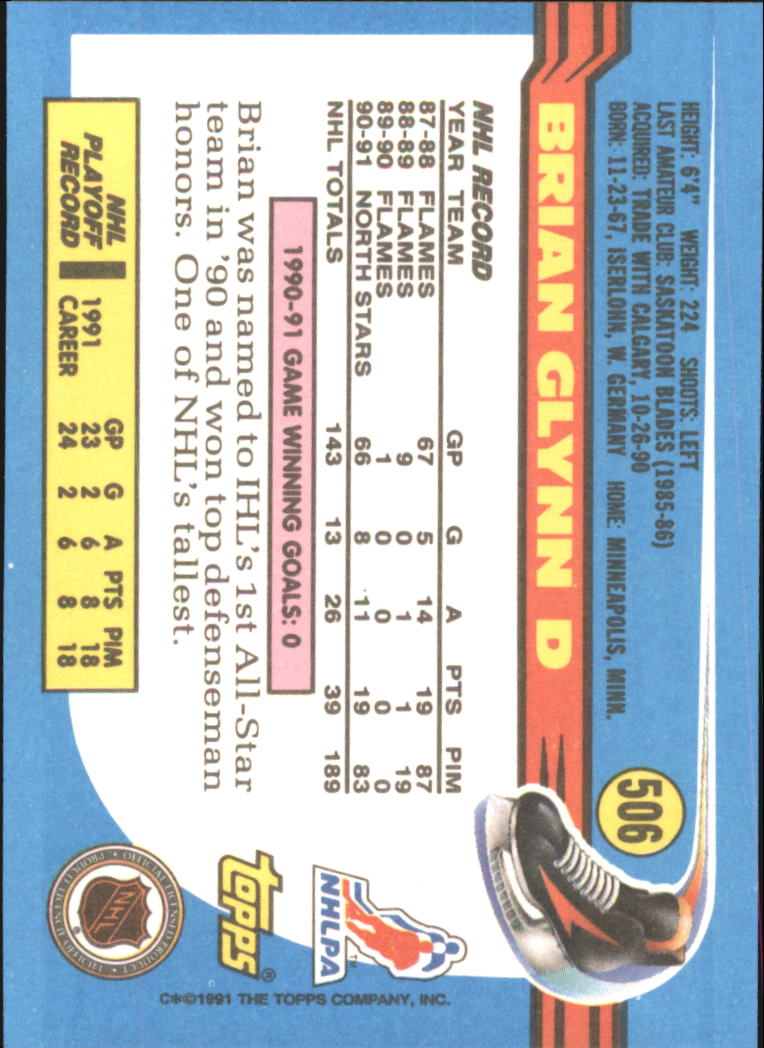 506
HEIGHT: 6'4" WEIGHT: 224 SHOOTS: LEFT
LAST AMATEUR CLUB: SASKATOON BLADES (1985-86)
ACQUIRED: TRADE WITH CALGARY, 10-26-90
BORN: 11-23-67, ISERLOHN, W. GERMANY HOME: MINNEAPOLIS, MINN.
BRIAN GLYNN D
NHL RECORD
YEAR TEAM GP G A PTS PIM
87-88 FLAMES 67 5 14 19 87
88-89 FLAMES 9 0 1 1 19
89-90 FLAMES 1 0 0 0 0
90-91 NORTH STARS 66 8 11 19 83
NHL TOTALS 143 13 26 39 189
1990-91 GAME WINNING GOALS: 0
Brian was named to IHL's 1st All-Star
team in '90 and won top defenseman
honors. One of NHL's tallest.
NHL PLAYOFF RECORD
GP G A PTS PIM
1991 23 2 6 8 18
CAREER 24 2 6 8 18
NHLPA™
TOPPS®
NHL®
OFFICIAL LICENSED PRODUCT •
C*©1991 THE TOPPS COMPANY, INC.